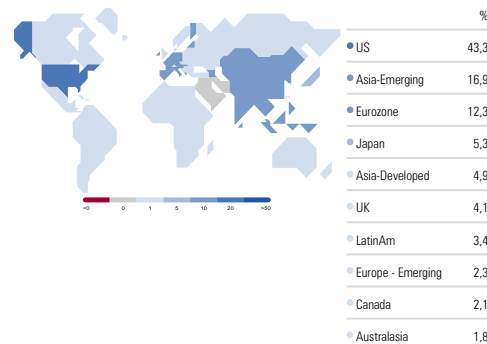 %
US 43,3
Asia-Emerging 16,9
Eurozone 12,3
Japan 5,3
Asia-Developed 4,9
UK 4,1
LatinAm 3,4
Europe - Emerging 2,3
Canada 2,1
Australasia 1,8
<0 0 1 5 10 20 >50